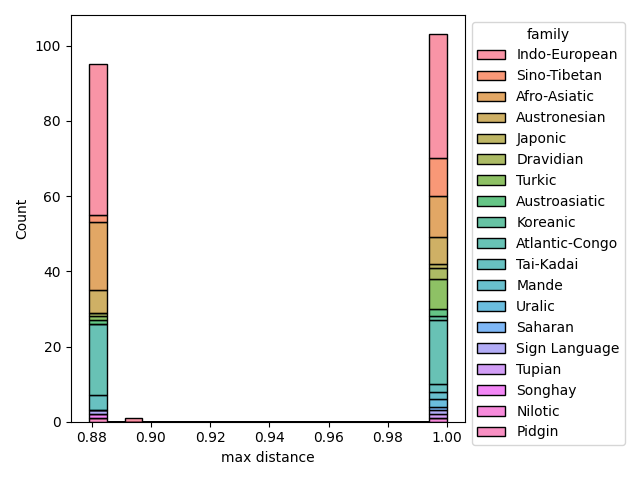 100
80
60
40
20
0
Count
0.88 0.90 0.92 0.94 0.96 0.98 1.00
max distance
family
Indo-European
Sino-Tibetan
Afro-Asiatic
Austronesian
Japonic
Dravidian
Turkic
Austroasiatic
Koreanic
Atlantic-Congo
Tai-Kadai
Mande
Uralic
Saharan
Sign Language
Tupian
Songhay
Nilotic
Pidgin